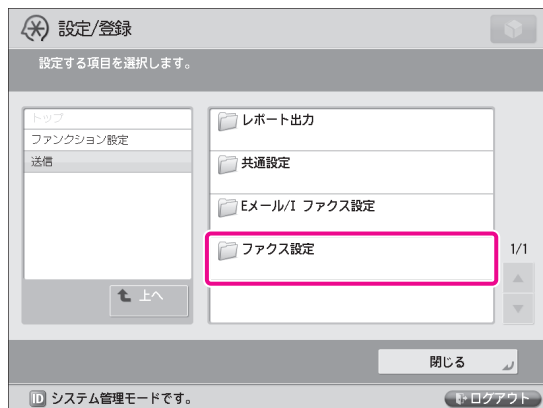 設定/登録
設定する項目を選択します。
トップ
ファンクション設定
送信
上へ
レポート出力
共通設定
Eメール/I ファクス設定
ファクス設定
1/1
閉じる
ID システム管理モードです。
ログアウト